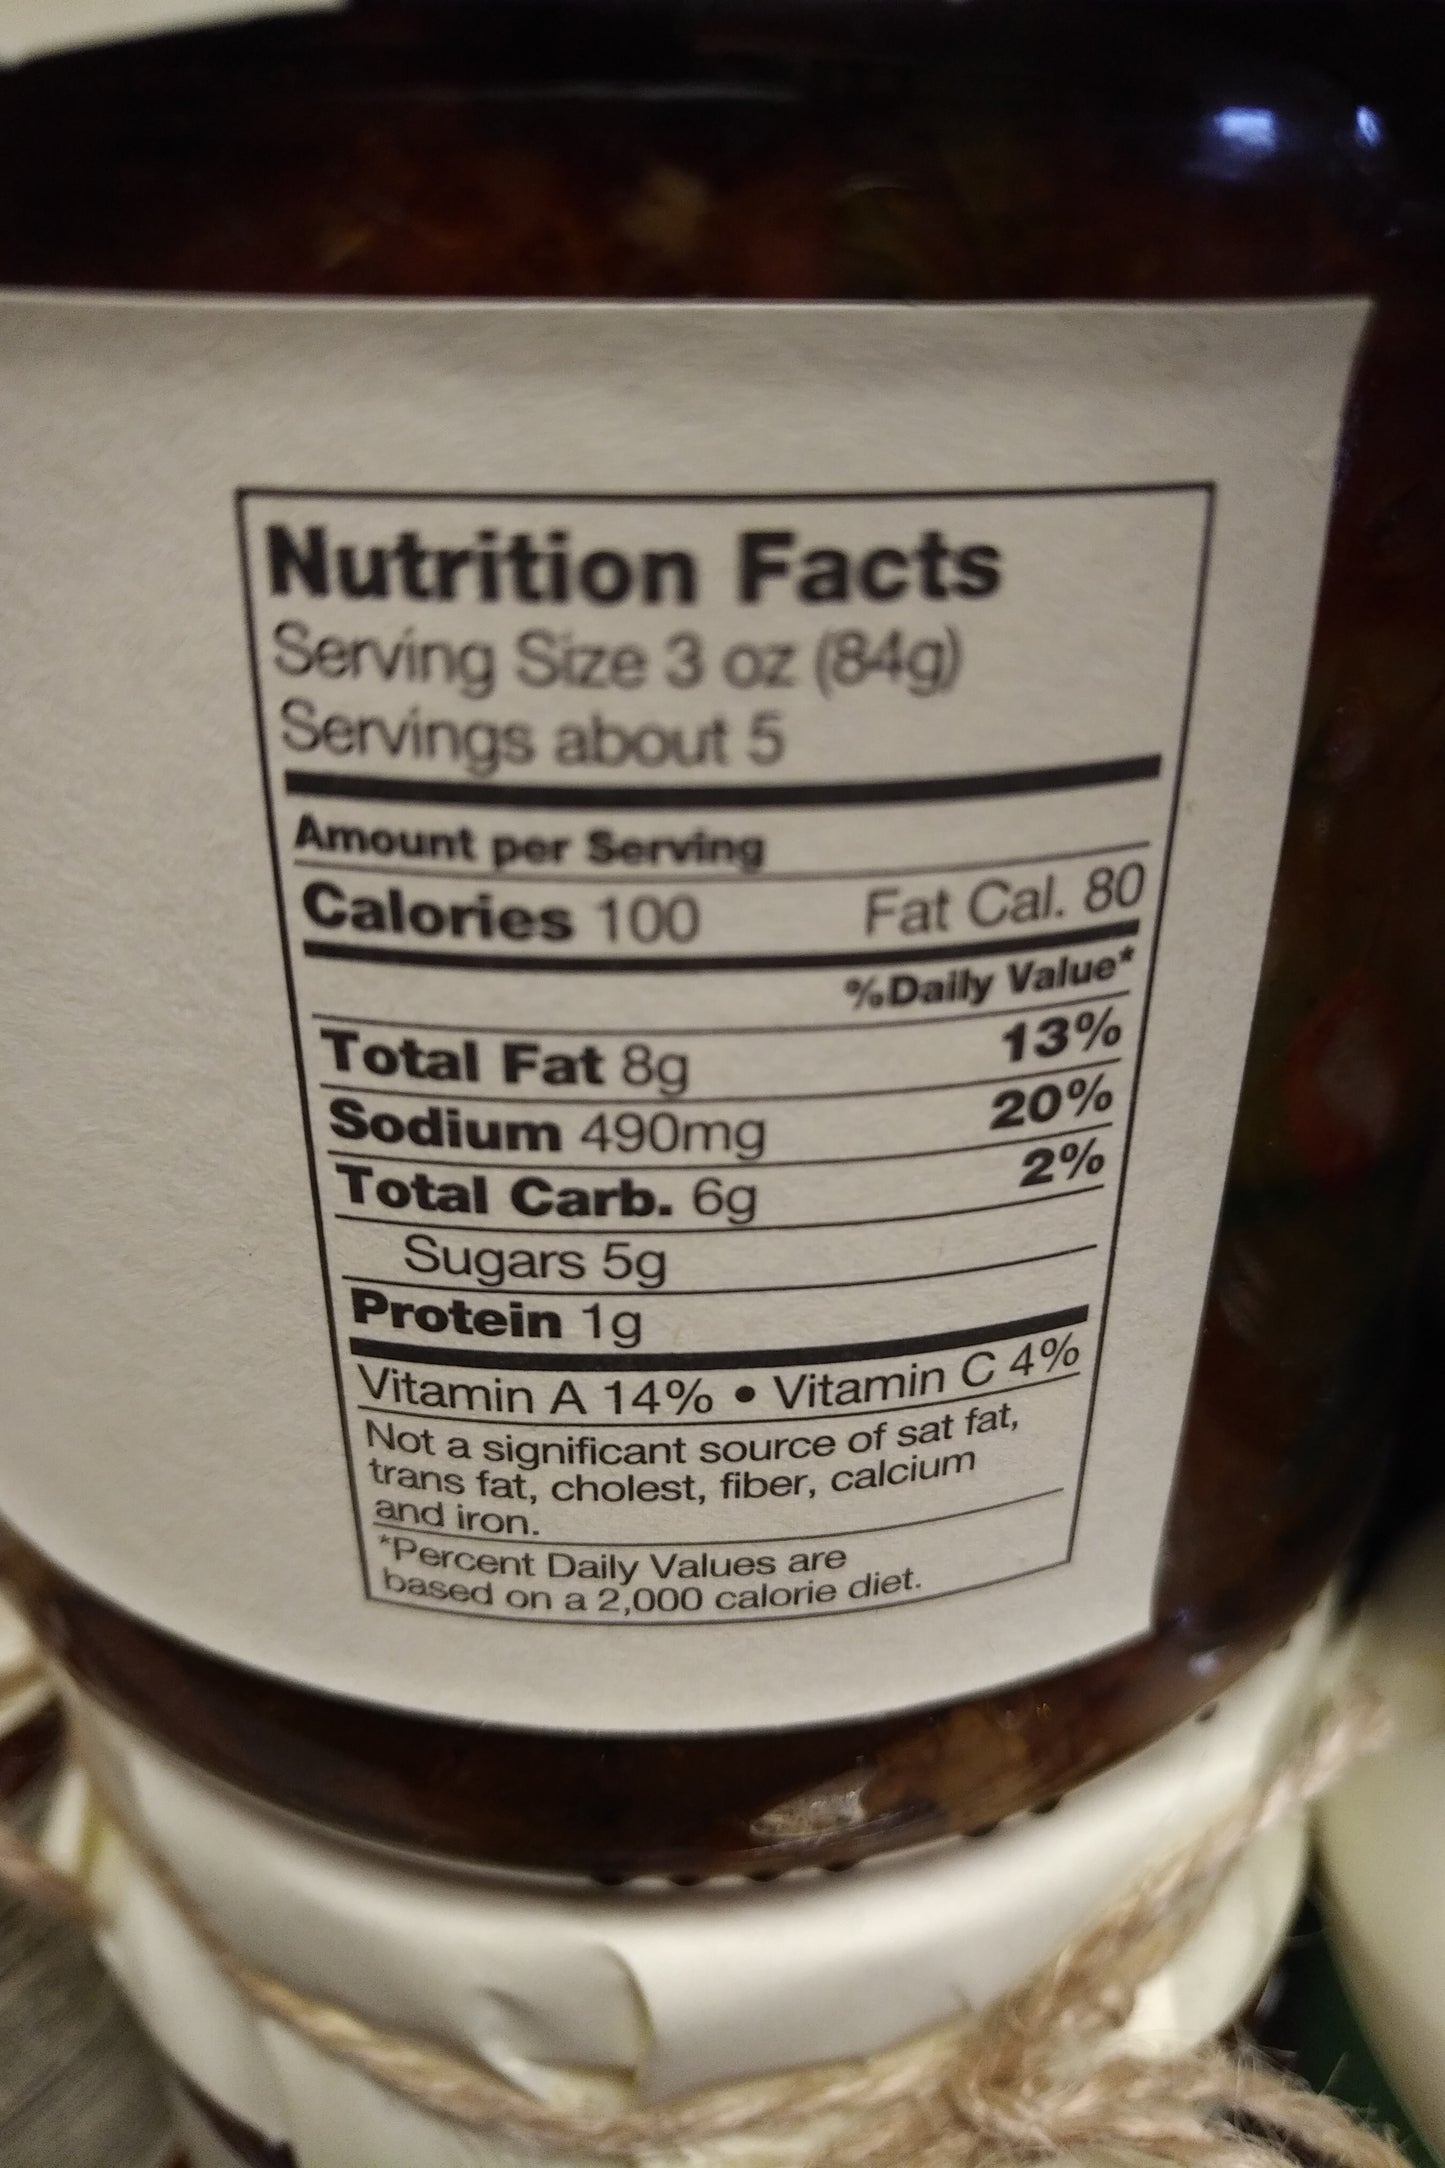 Nutrition Facts
Serving Size 3 oz (84g)
Servings about 5
Amount per Serving
Calories 100 Fat Cal. 80
%Daily Value*
Total Fat 8g 13%
Sodium 490mg 20%
Total Carb. 6g 2%
Sugars 5g
Protein 1g
Vitamin A 14% • Vitamin C 4%
Not a significant source of sat fat,
trans fat, cholest, fiber, calcium
and iron.
*Percent Daily Values are
based on a 2,000 calorie diet.